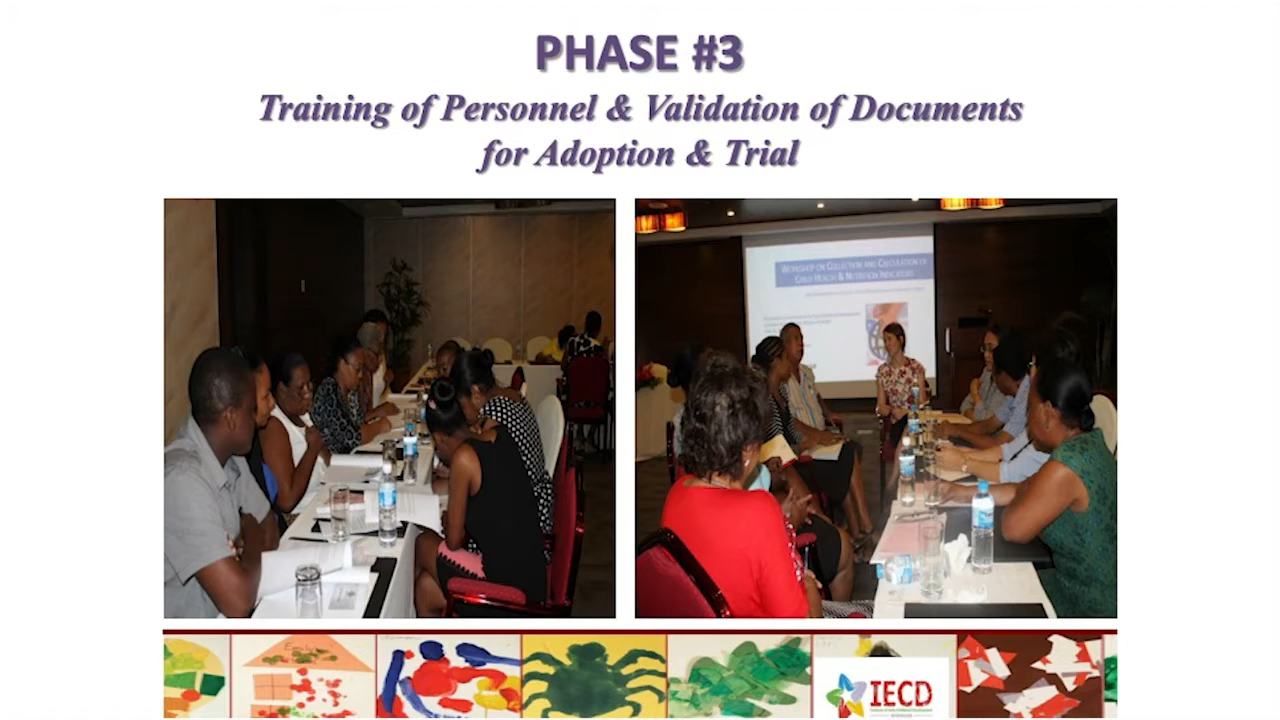 PHASE #3
Training of Personnel & Validation of Documents
for Adoption & Trial
WORKSHOP ON COLLECTION AND CALCULATION OF
CHILD HEALTH & NUTRITION INDICATORS
Emily
IECD